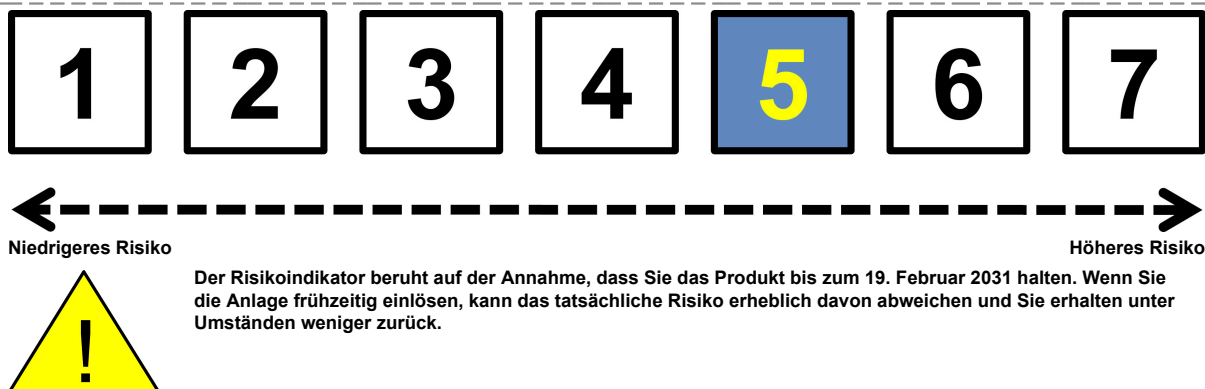 1 2 3 4 5 6 7
Niedrigeres Risiko Höheres Risiko
Der Risikoindikator beruht auf der Annahme, dass Sie das Produkt bis zum 19. Februar 2031 halten. Wenn Sie
die Anlage frühzeitig einlösen, kann das tatsächliche Risiko erheblich davon abweichen und Sie erhalten unter
Umständen weniger zurück.
!